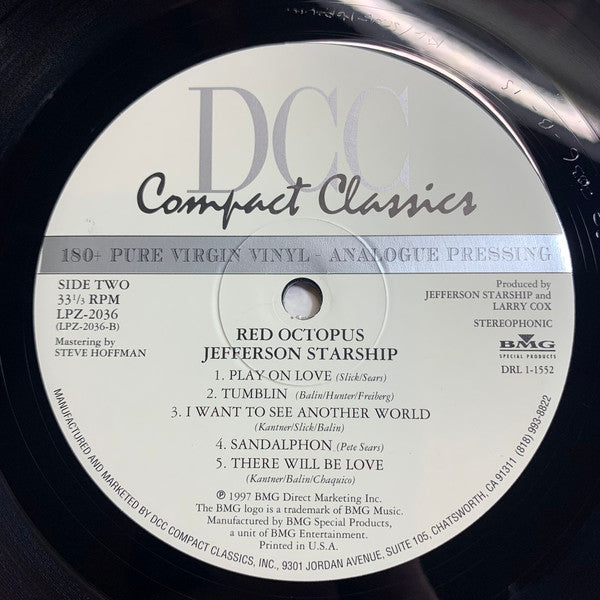 DCC
Compact Classics
180+ PURE VIRGIN VINYL - ANALOGUE PRESSING
SIDE TWO
33 1/3 RPM
LPZ-2036
(LPZ-2036-B)
Mastering by
STEVE HOFFMAN
Produced by
JEFFERSON STARSHIP and
LARRY COX
STEREOPHONIC
BMG
SPECIAL PRODUCTS
DRL 1-1552
RED OCTOPUS
JEFFERSON STARSHIP
1. PLAY ON LOVE (Slick/Sears)
2. TUMBLIN (Balin/Hunter/Freiberg)
3. I WANT TO SEE ANOTHER WORLD
(Kantner/Slick/Balin)
4. SANDALPHON (Pete Sears)
5. THERE WILL BE LOVE
(Kantner/Balin/Chaquico)
℗ 1997 BMG Direct Marketing Inc.
The BMG logo is a trademark of BMG Music.
Manufactured by BMG Special Products,
a unit of BMG Entertainment.
Printed in U.S.A.
MANUFACTURED AND MARKETED BY DCC COMPACT CLASSICS, INC., 9301 JORDAN AVENUE, SUITE 105, CHATSWORTH, CA 91311 (818) 993-8822